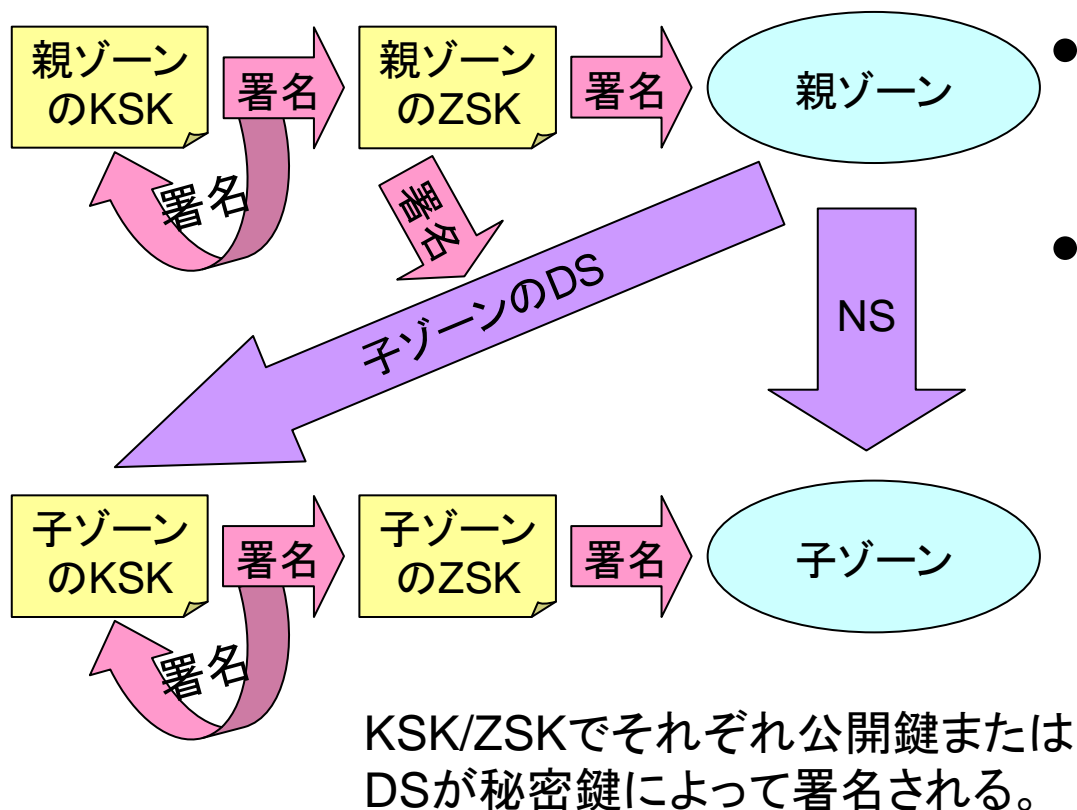 親ゾーン
のKSK
署名
親ゾーン
のZSK
署名
親ゾーン
●
署名
署名
●
子ゾーンのDS
NS
子ゾーン
のKSK
署名
子ゾーン
のZSK
署名
子ゾーン
署名
KSK/ZSKでそれぞれ公開鍵または
DSが秘密鍵によって署名される。